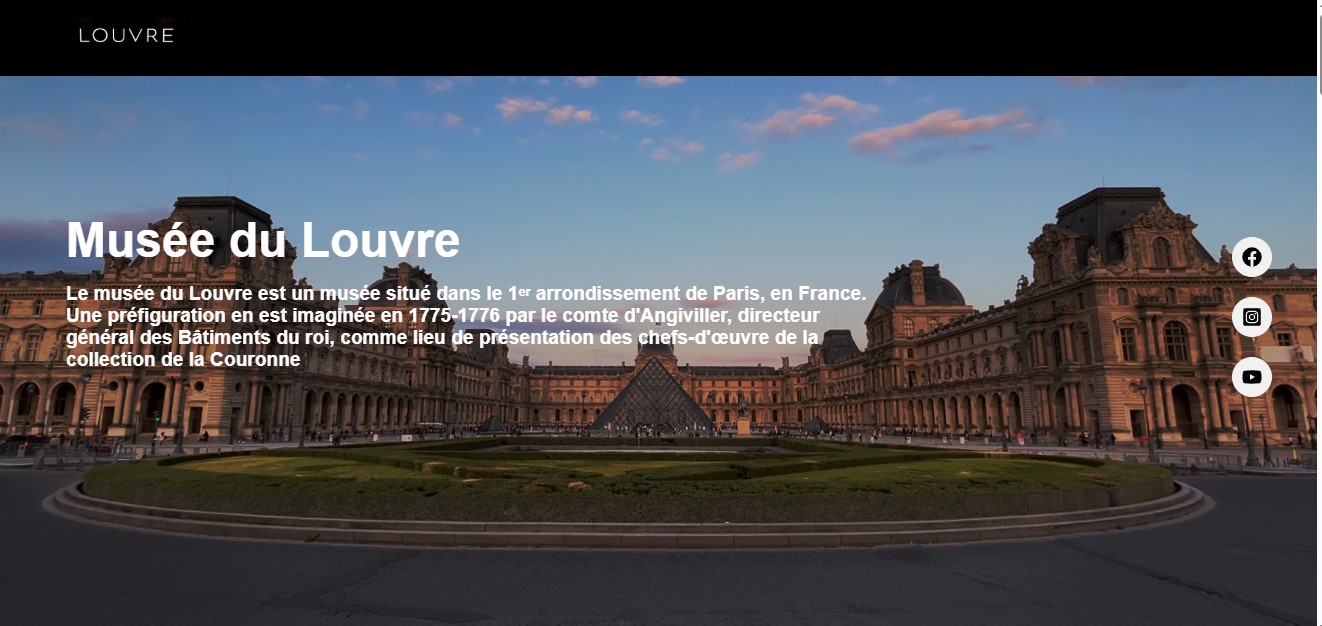 LOUVRE
Musée du Louvre
Le musée du Louvre est un musée situé dans le 1er arrondissement de Paris, en France.
Une préfiguration en est imaginée en 1775-1776 par le comte d'Angiviller, directeur
général des Bâtiments du roi, comme lieu de présentation des chefs-d'œuvre de la
collection de la Couronne